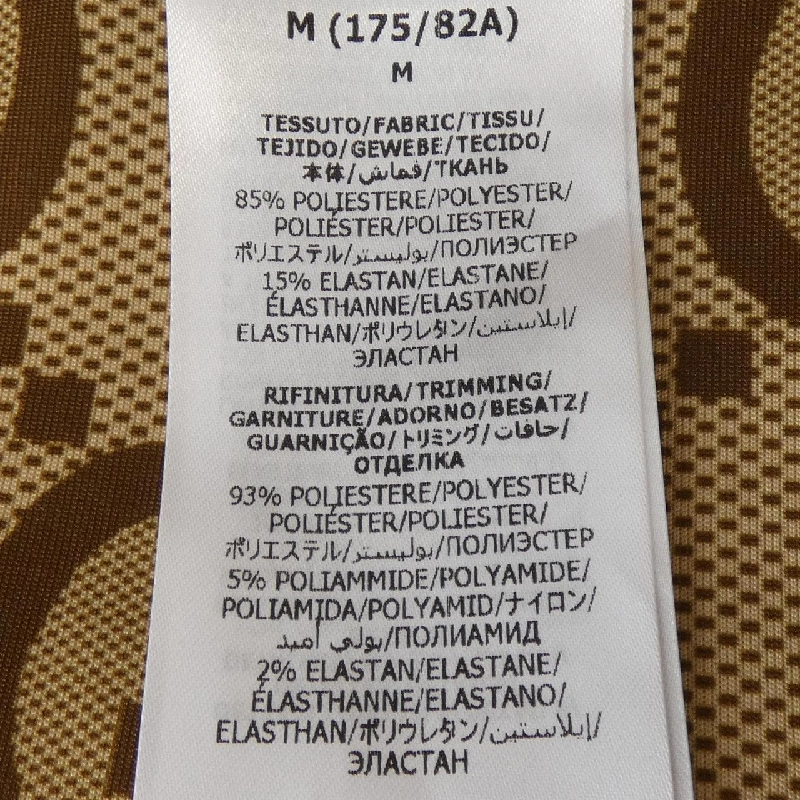 M (175/82A)
M
TESSUTO/FABRIC/TISSU/
TEJIDO/GEWEBE/TECIDO/
本体/قماش/ТКАНЬ
85% POLIESTERE/POLYESTER/
POLIÉSTER/POLIESTER/
ポリエステル/بوليستر/ПОЛИЭСТЕР
15% ELASTAN/ELASTANE/
ÉLASTHANNE/ELASTANO/
ELASTHAN/ポリウレタン/إيلاستين/
ЭЛАСТАН
RIFINITURA/TRIMMING/
GARNITURE/ADORNO/BESATZ/
GUARNIÇÃO/トリミング/حافات/
ОТДЕЛКА
93% POLIESTERE/POLYESTER/
POLIÉSTER/POLIESTER/
ポリエステル/بوليستر/ПОЛИЭСТЕР
5% POLIAMMIDE/POLYAMIDE/
POLIAMIDA/POLYAMID/ナイロン/
بولي أميد/ПОЛИАМИД
2% ELASTAN/ELASTANE/
ÉLASTHANNE/ELASTANO/
ELASTHAN/ポリウレタン/إيلاستين/
ЭЛАСТАН